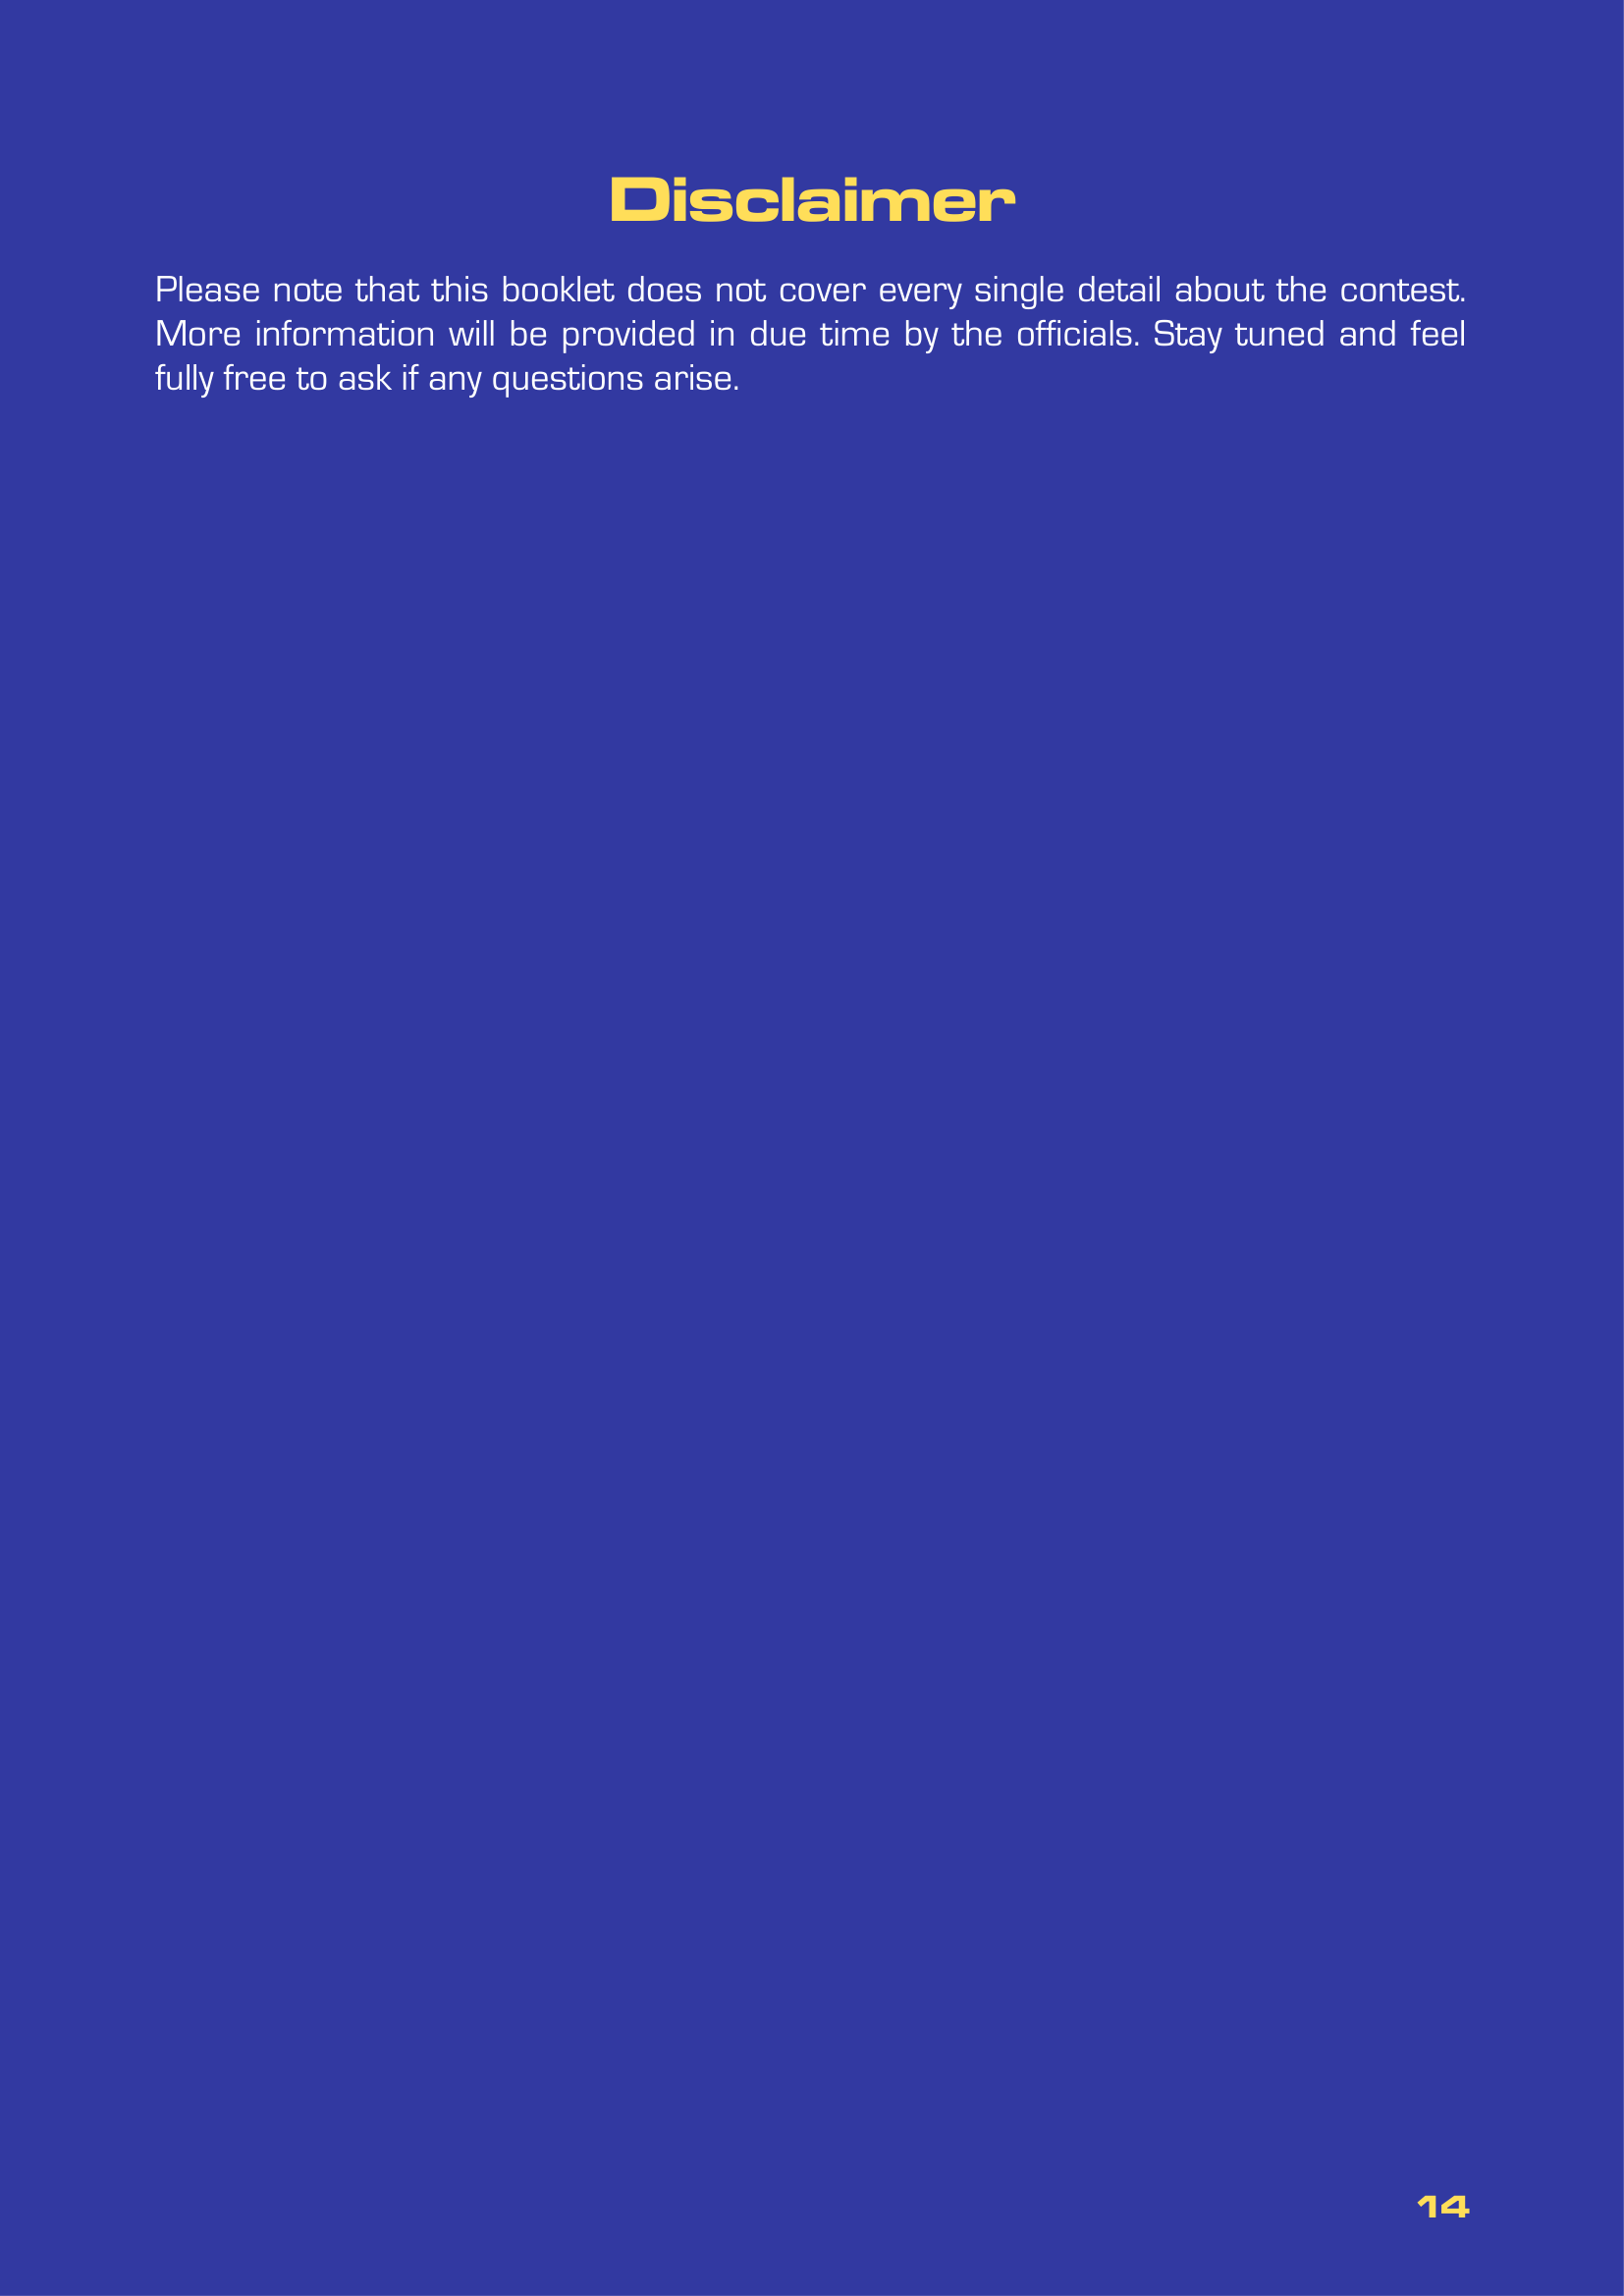 Disclaimer
Please note that this booklet does not cover every single detail about the contest.
More information will be provided in due time by the officials. Stay tuned and feel
fully free to ask if any questions arise.
14